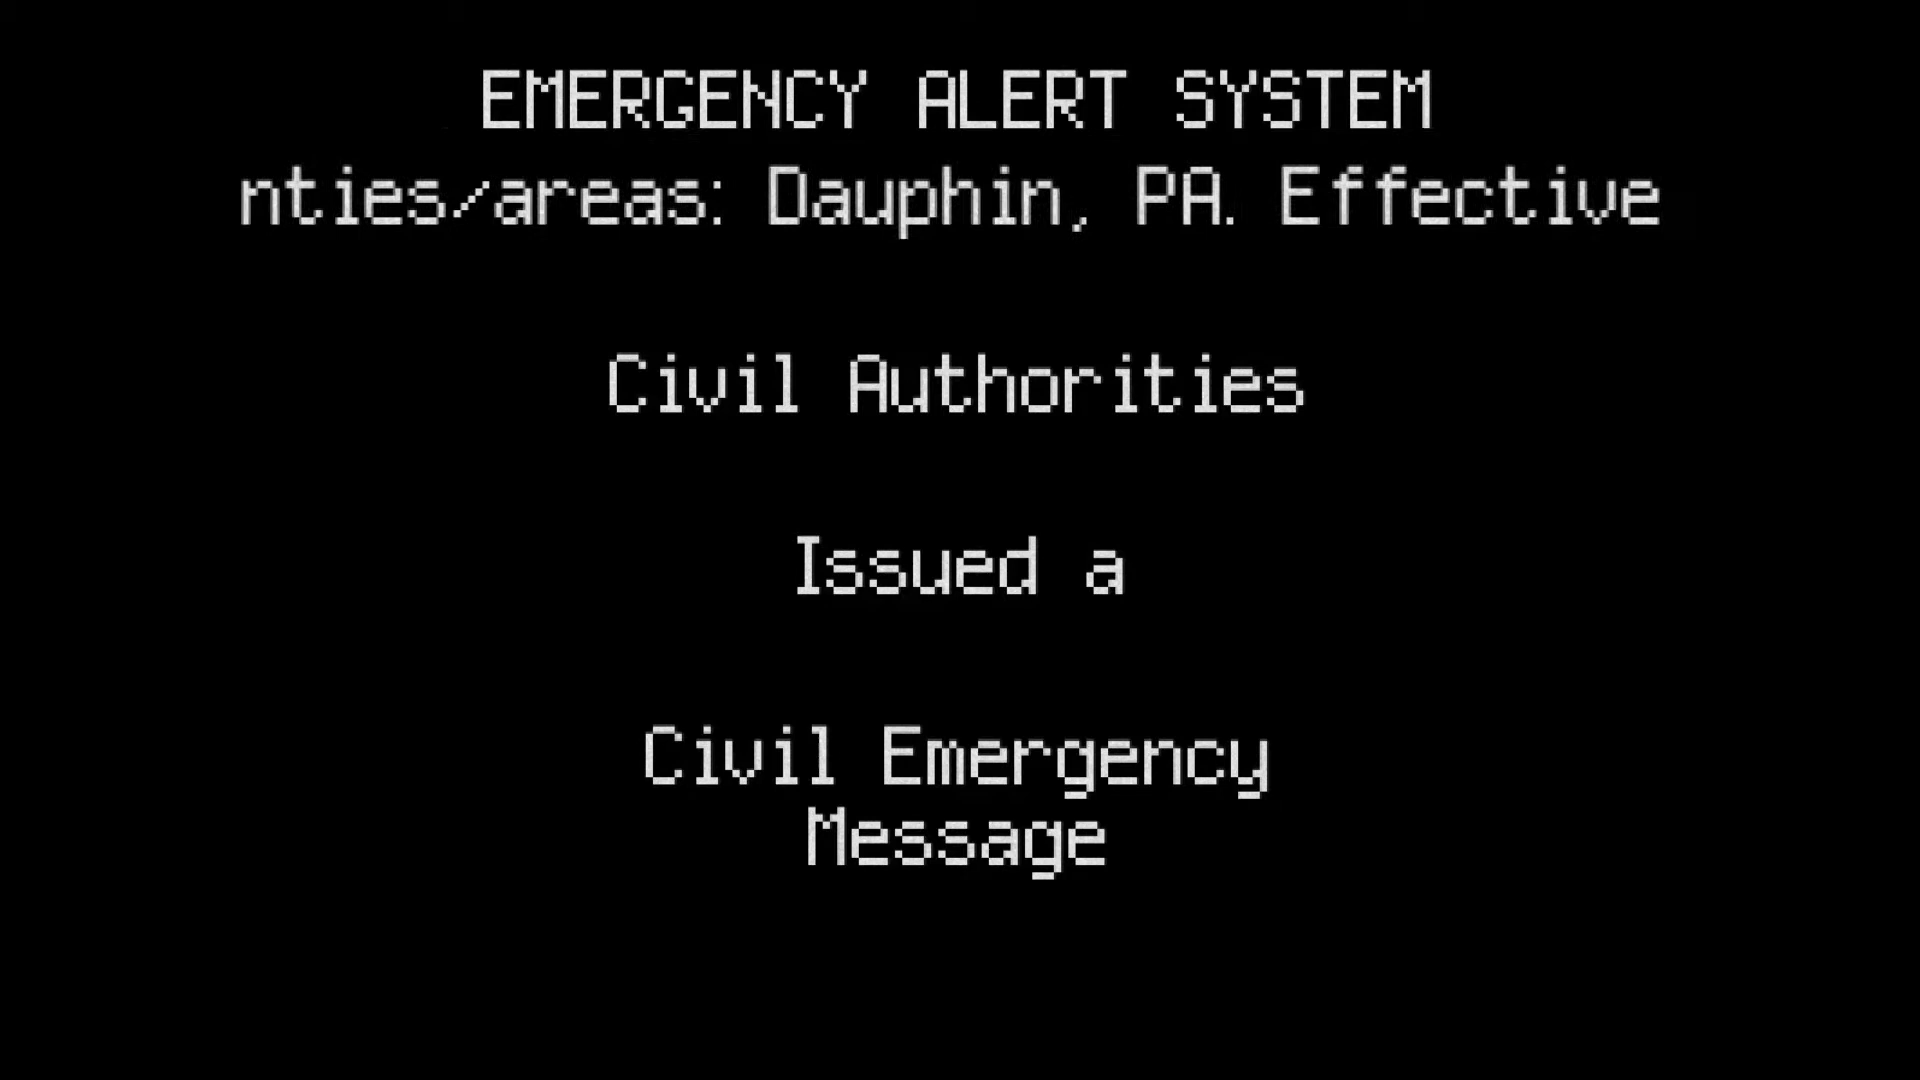 EMERGENCY ALERT SYSTEM
nties/areas: Dauphin, PA. Effective
Civil Authorities
Issued a
Civil Emergency
Message